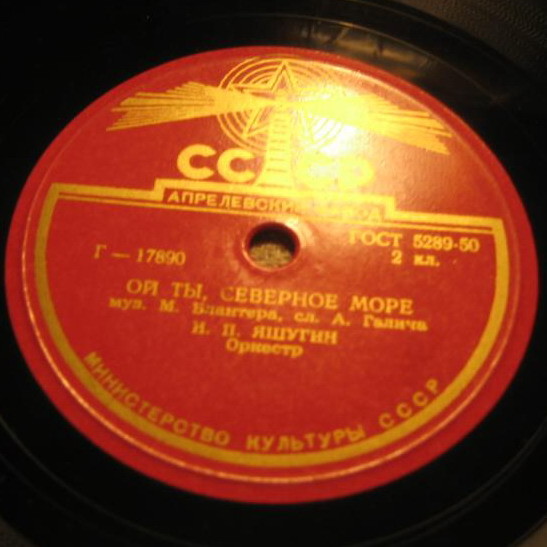 СССР
АПРЕЛЕВСКИЙ ЗАВОД
Г — 17890
ГОСТ 5289-50
2 кл.
ОЙ ТЫ, СЕВЕРНОЕ МОРЕ
муз. М. Блантера, сл. А. Галича
И. П. ЯШУГИН
Оркестр
МИНИСТЕРСТВО КУЛЬТУРЫ СССР